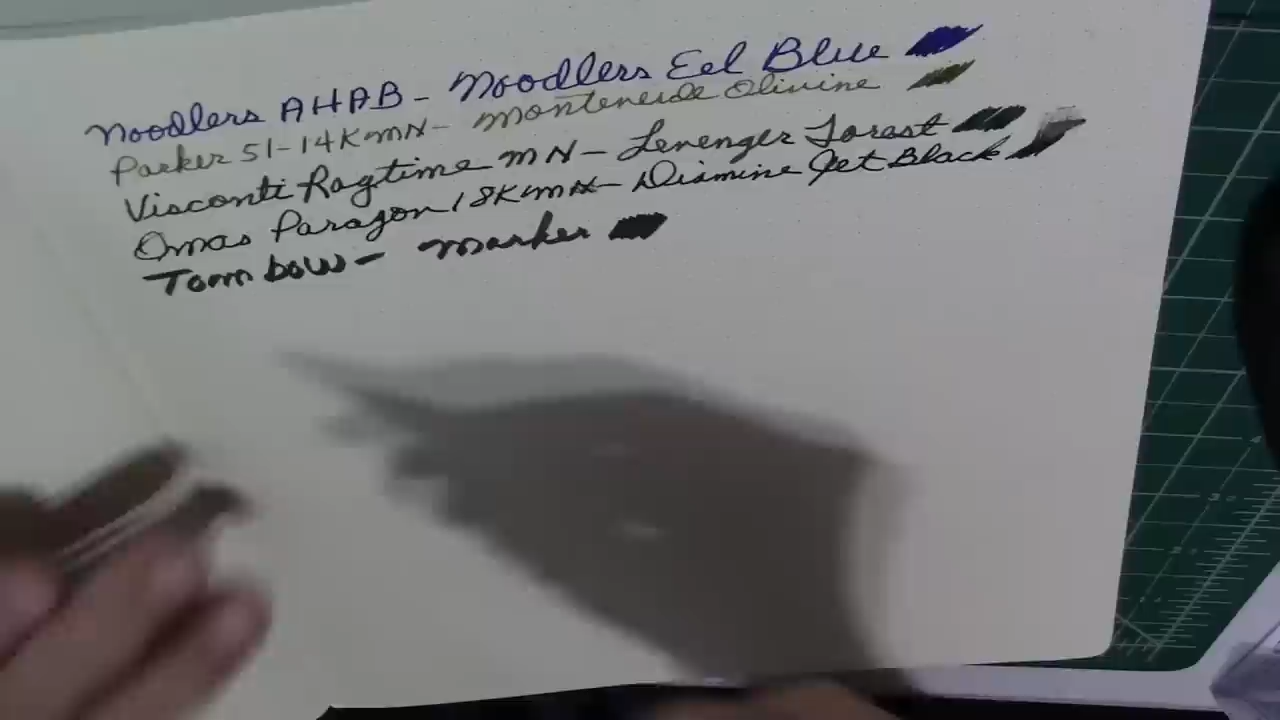 Noodlers AHAB - Noodlers Eel Blue
Parker 51 - 14K MN - Monteverde Olivine
Visconti Ragtime MN - Levenger Forest
Omas Paragon 18K MN - Diamine Jet Black
Tombow - Marker